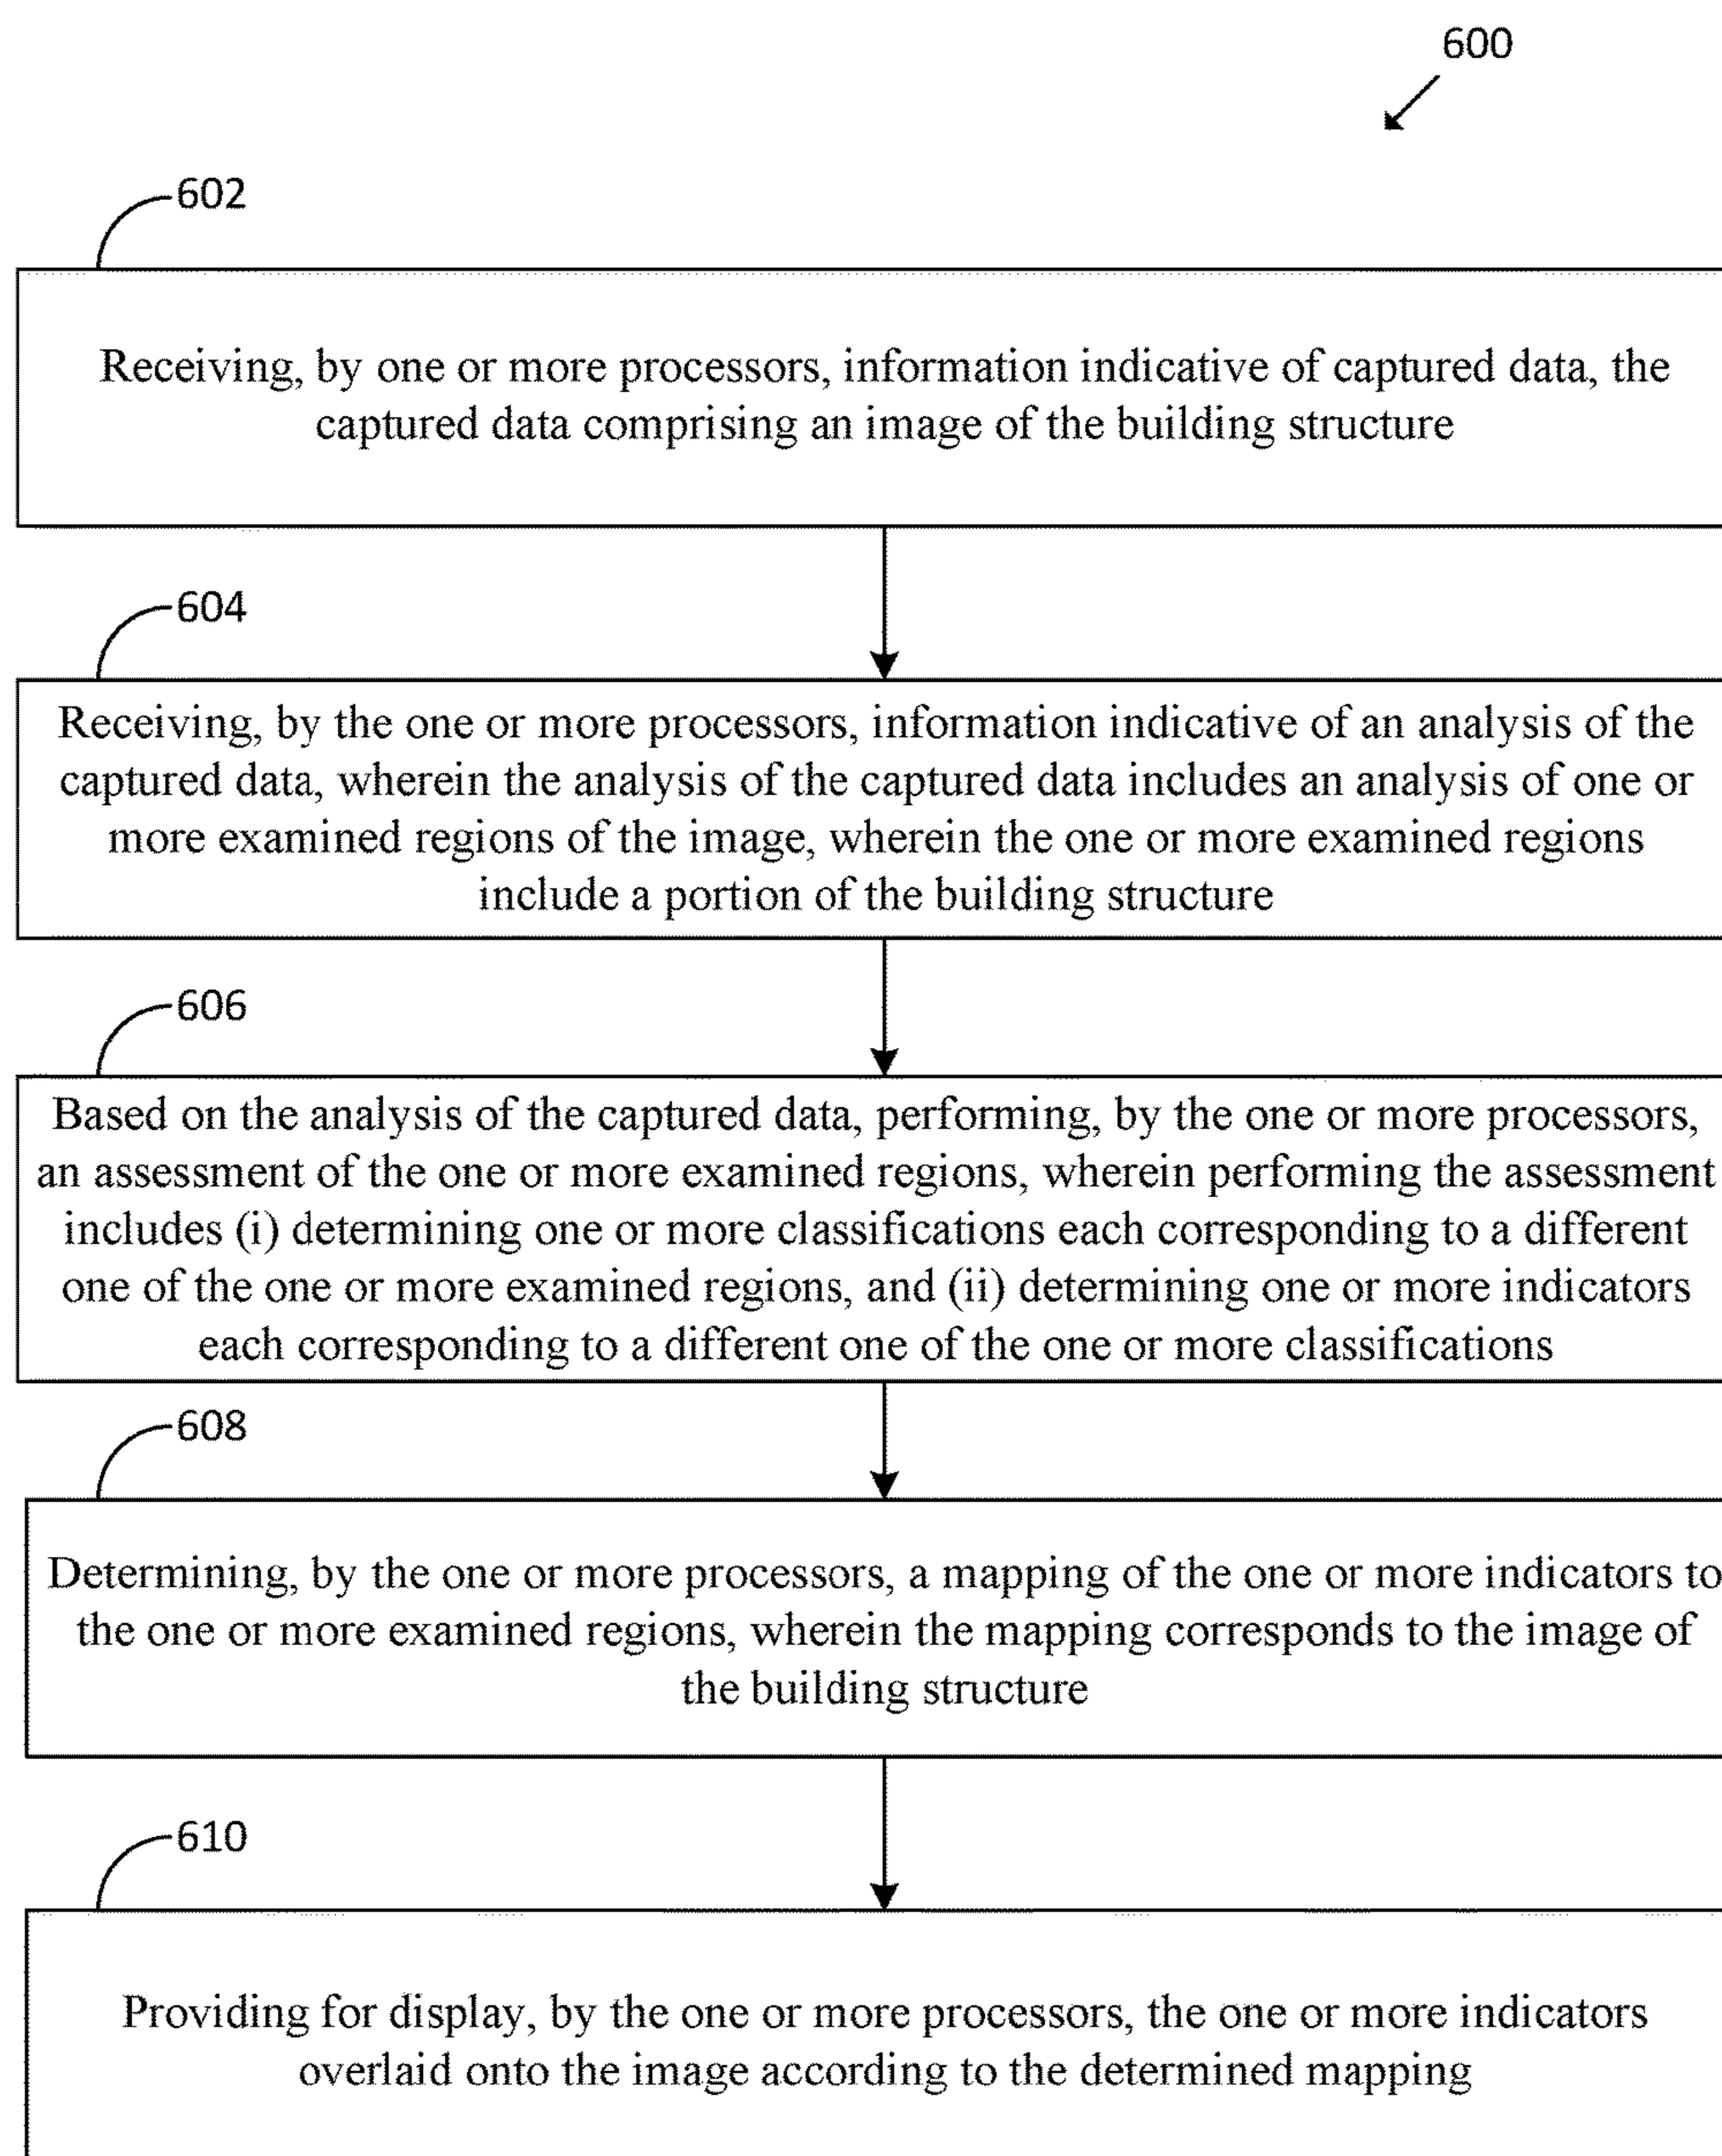 600
602
Receiving, by one or more processors, information indicative of captured data, the
captured data comprising an image of the building structure
604
Receiving, by the one or more processors, information indicative of an analysis of the
captured data, wherein the analysis of the captured data includes an analysis of one or
more examined regions of the image, wherein the one or more examined regions
include a portion of the building structure
606
Based on the analysis of the captured data, performing, by the one or more processors,
an assessment of the one or more examined regions, wherein performing the assessment
includes (i) determining one or more classifications each corresponding to a different
one of the one or more examined regions, and (ii) determining one or more indicators
each corresponding to a different one of the one or more classifications
608
Determining, by the one or more processors, a mapping of the one or more indicators to
the one or more examined regions, wherein the mapping corresponds to the image of
the building structure
610
Providing for display, by the one or more processors, the one or more indicators
overlaid onto the image according to the determined mapping